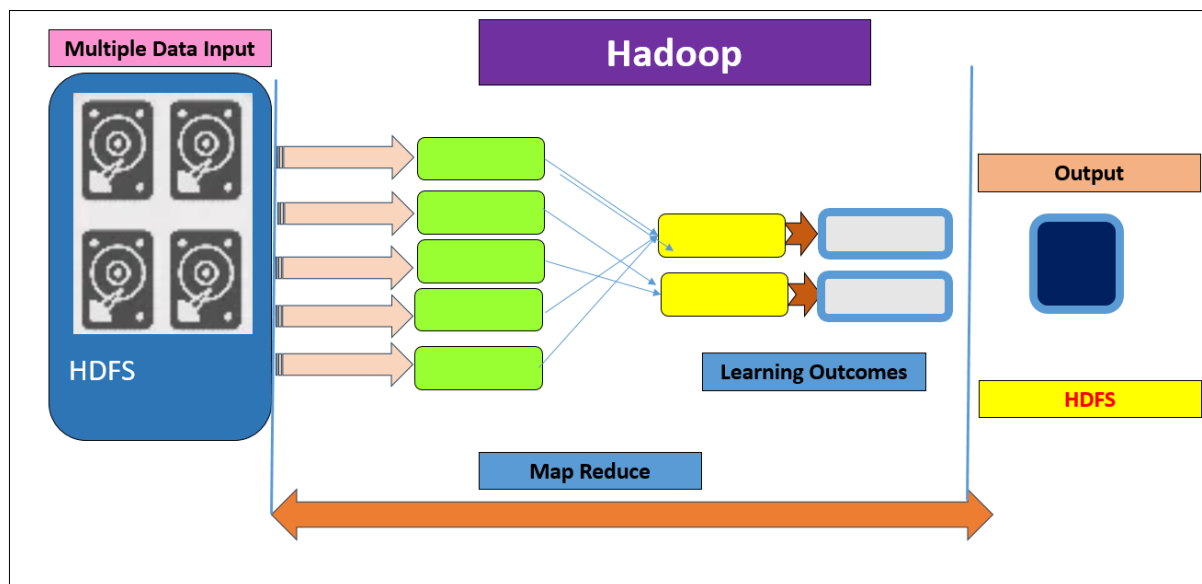 Multiple Data Input
Hadoop
Output
HDFS
Learning Outcomes
HDFS
Map Reduce